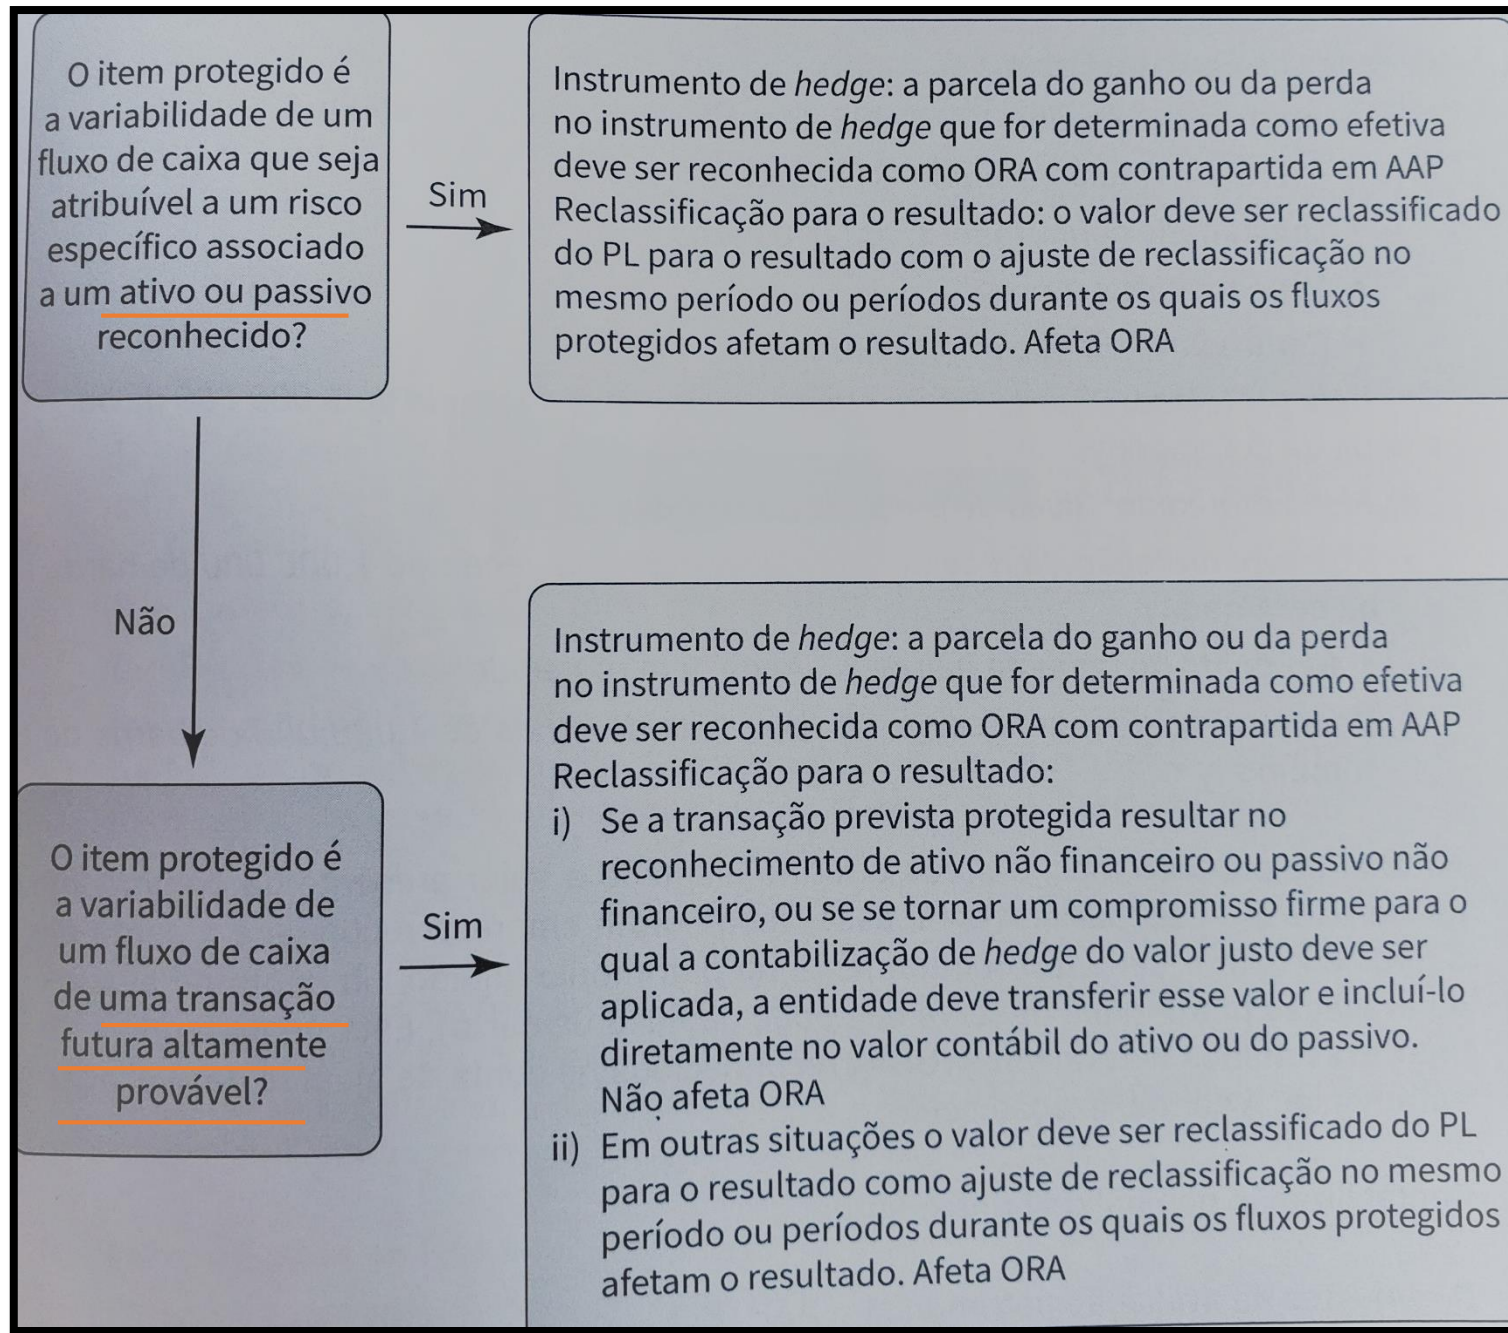 O item protegido é
a variabilidade de um
fluxo de caixa que seja
atribuível a um risco
específico associado
a um ativo ou passivo
reconhecido?
Sim
Instrumento de hedge: a parcela do ganho ou da perda
no instrumento de hedge que for determinada como efetiva
deve ser reconhecida como ORA com contrapartida em AAP
Reclassificação para o resultado: o valor deve ser reclassificado
do PL para o resultado com o ajuste de reclassificação no
mesmo período ou períodos durante os quais os fluxos
protegidos afetam o resultado. Afeta ORA
Não
O item protegido é
a variabilidade de
um fluxo de caixa
de uma transação
futura altamente
provável?
Sim
Instrumento de hedge: a parcela do ganho ou da perda
no instrumento de hedge que for determinada como efetiva
deve ser reconhecida como ORA com contrapartida em AAP
Reclassificação para o resultado:
i) Se a transação prevista protegida resultar no
reconhecimento de ativo não financeiro ou passivo não
financeiro, ou se se tornar um compromisso firme para o
qual a contabilização de hedge do valor justo deve ser
aplicada, a entidade deve transferir esse valor e incluí-lo
diretamente no valor contábil do ativo ou do passivo.
Não afeta ORA
ii) Em outras situações o valor deve ser reclassificado do PL
para o resultado como ajuste de reclassificação no mesmo
período ou períodos durante os quais os fluxos protegidos
afetam o resultado. Afeta ORA